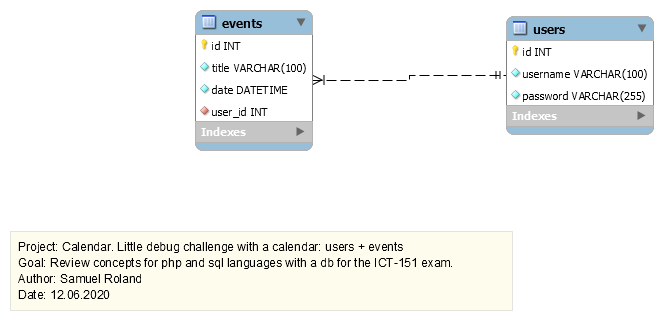 events
id INT
title VARCHAR(100)
date DATETIME
user_id INT
Indexes
users
id INT
username VARCHAR(100)
password VARCHAR(255)
Indexes
Project: Calendar. Little debug challenge with a calendar: users + events
Goal: Review concepts for php and sql languages with a db for the ICT-151 exam.
Author: Samuel Roland
Date: 12.06.2020